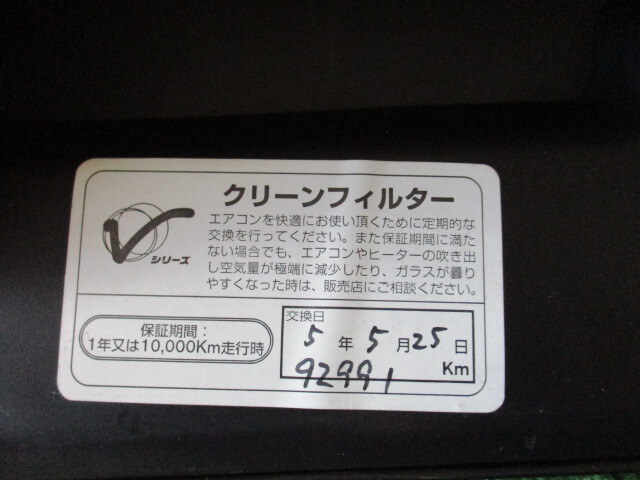 クリーンフィルター
エアコンを快適にお使い頂くために定期的な
交換を行ってください。また保証期間に満た
ない場合でも、エアコンやヒーターの吹き出
し空気量が極端に減少したり、ガラスが曇り
やすくなった時は、販売店にご相談ください。
V
シリーズ
保証期間：
1年又は10,000Km走行時
交換日
5年5月25日
92991 Km